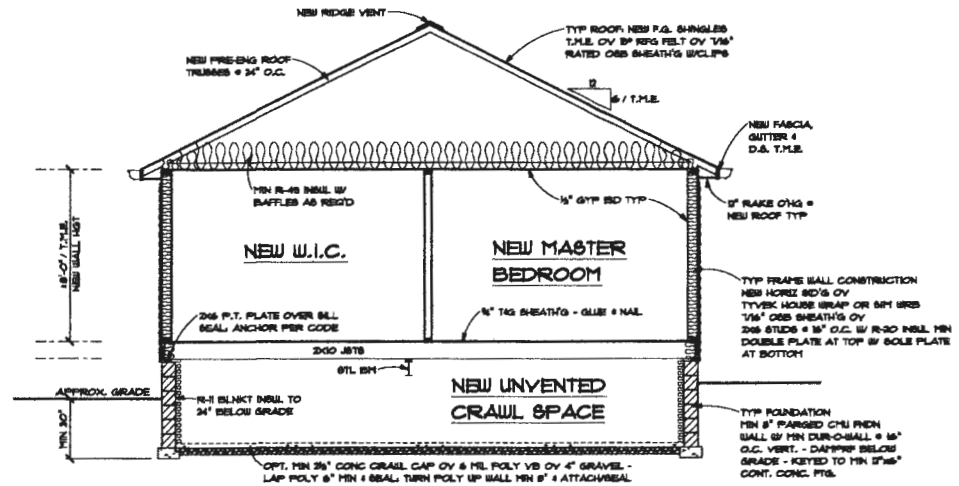 NEW RIDGE VENT
TYP ROOF: NEW F.G. SHINGLES
T.M.E. OV 15# RFG FELT OV 7/16"
RATED OSB SHEATH'G W/CLIPS
NEW PRE-ENG ROOF
TRUSSES @ 24" O.C.
12
6 / T.M.E.
NEW FASCIA,
GUTTER &
D.S. T.M.E.
MIN R-49 INSUL W/
BAFFLES AS REQ'D
1/2" GYP BD TYP
12" RAKE O'HG @
NEW ROOF TYP
/ T.M.E.
NEW WALL HGT
NEW W.I.C.
NEW MASTER
BEDROOM
TYP FRAME WALL CONSTRUCTION
NEW HORIZ SD'G OV
TYVEK HOUSE WRAP OR SIM WRB
7/16" OSB SHEATH'G OV
2X6 STUDS @ 16" O.C. W/ R-20 INSUL MIN
DOUBLE PLATE AT TOP W/ SOLE PLATE
AT BOTTOM
2X6 P.T. PLATE OVER SILL
SEAL, ANCHOR PER CODE
3/4" T&G SHEATH'G - GLUE & NAIL
2X10 JSTS
STL BM
NEW UNVENTED
CRAWL SPACE
APPROX. GRADE
R-11 BLNKT INSUL TO
24" BELOW GRADE
MIN 30"
TYP FOUNDATION
MIN 8" PARGED CMU FNDN
WALL W/ MIN DUR-O-WALL @ 16"
O.C. VERT. - DAMPRF BELOW
GRADE - KEYED TO MIN 12"x6"
CONT. CONC. FTG.
OPT. MIN 2 1/2" CONC CRAWL CAP OV 6 MIL POLY VB OV 4" GRAVEL -
LAP POLY 6" MIN & SEAL; TURN POLY UP WALL MIN 8" & ATTACH/SEAL